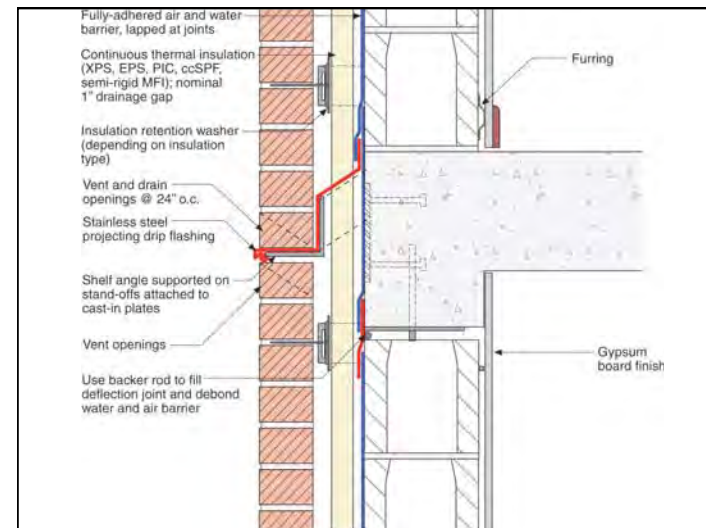 Fully-adhered air and water
barrier, lapped at joints
Continuous thermal insulation
(XPS, EPS, PIC, ccSPF,
semi-rigid MFI); nominal
1" drainage gap
Insulation retention washer
(depending on insulation
type)
Vent and drain
openings @ 24" o.c.
Stainless steel
projecting drip flashing
Shelf angle supported on
stand-offs attached to
cast-in plates
Vent openings
Use backer rod to fill
deflection joint and debond
water and air barrier
Furring
Gypsum
board finish